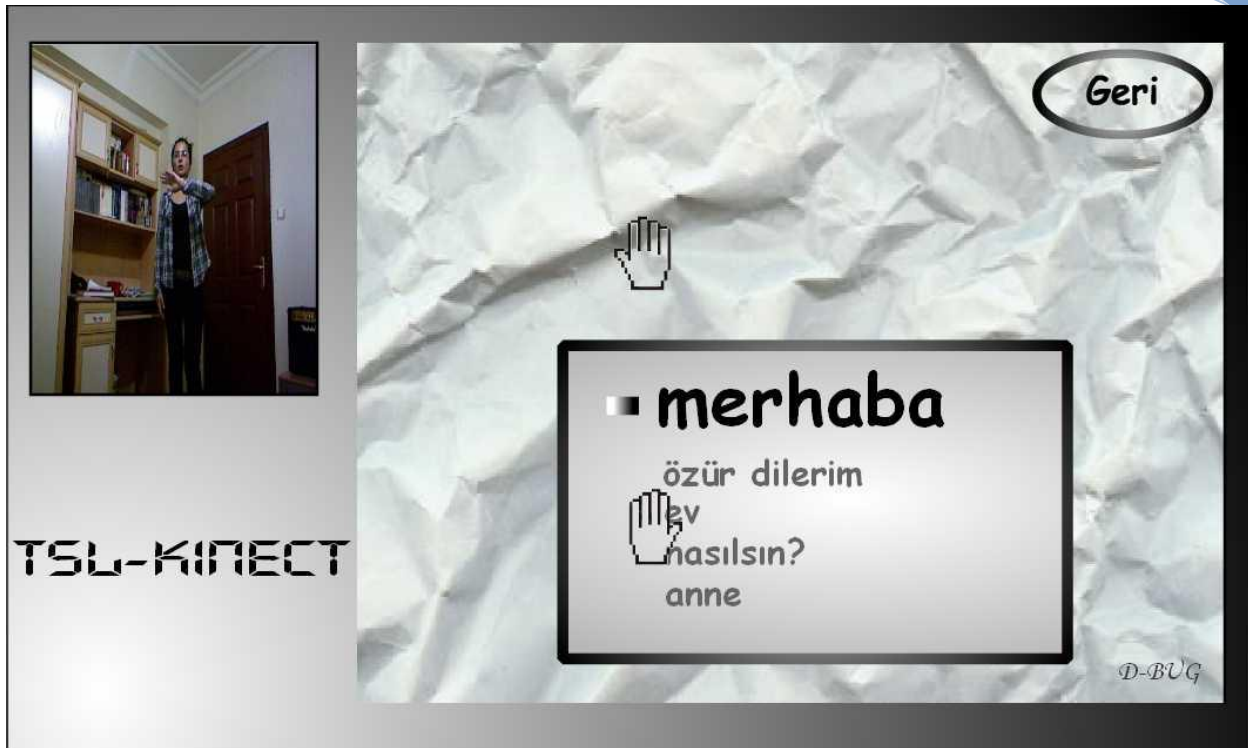 Geri
merhaba
özür dilerim
ev
nasılsın?
anne
TSL-KINECT
D-BUG